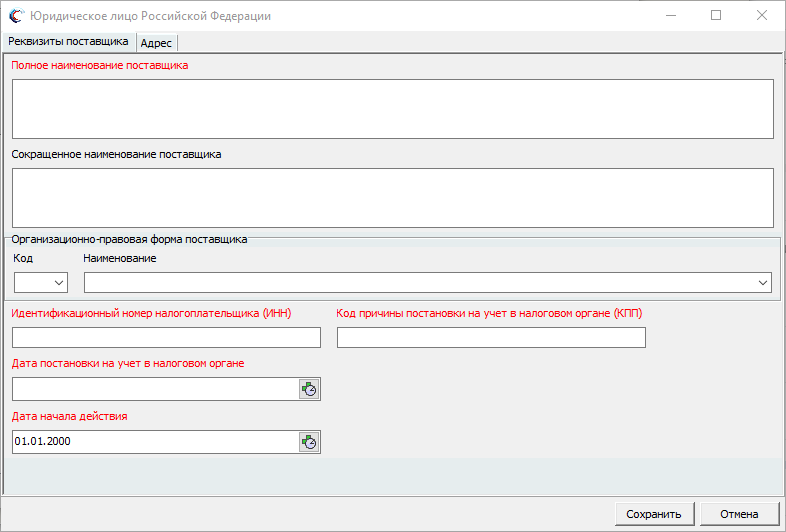 Юридическое лицо Российской Федерации
Реквизиты поставщика Адрес
Полное наименование поставщика
Сокращенное наименование поставщика
Организационно-правовая форма поставщика
Код Наименование
Идентификационный номер налогоплательщика (ИНН) Код причины постановки на учет в налоговом органе (КПП)
Дата постановки на учет в налоговом органе
Дата начала действия
01.01.2000
Сохранить Отмена